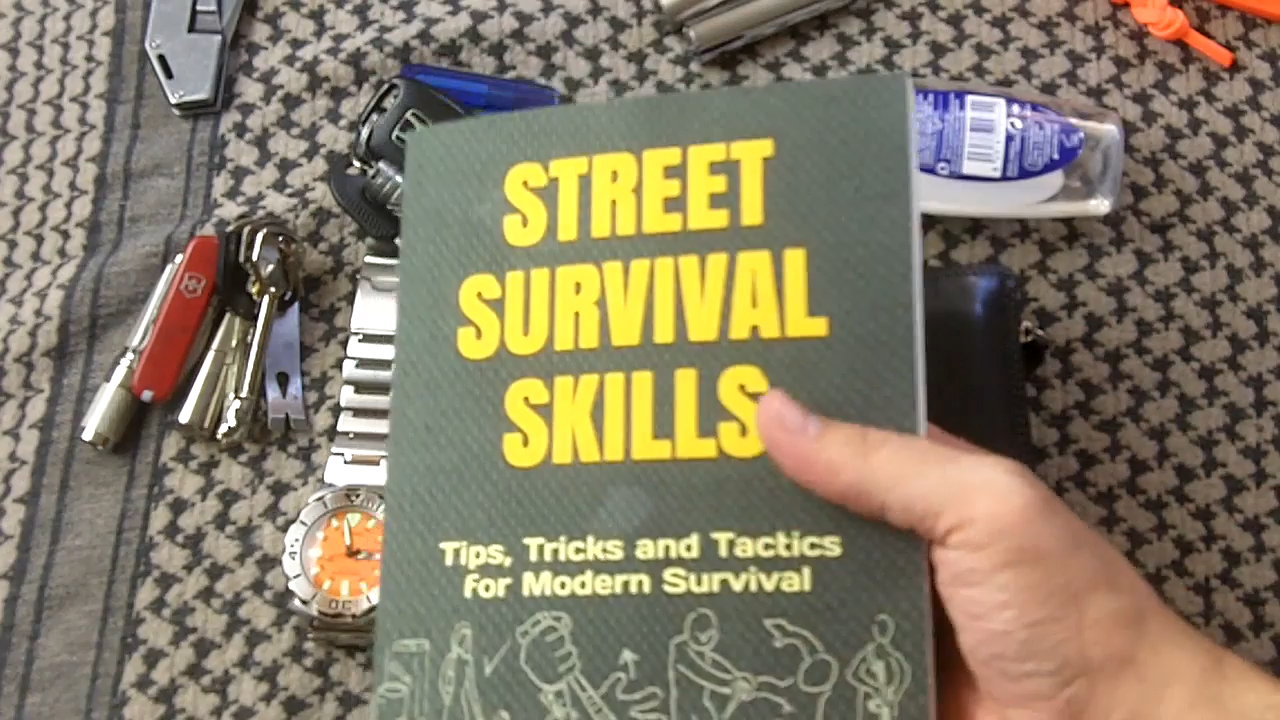 STREET
SURVIVAL
SKILLS
Tips, Tricks and Tactics
for Modern Survival